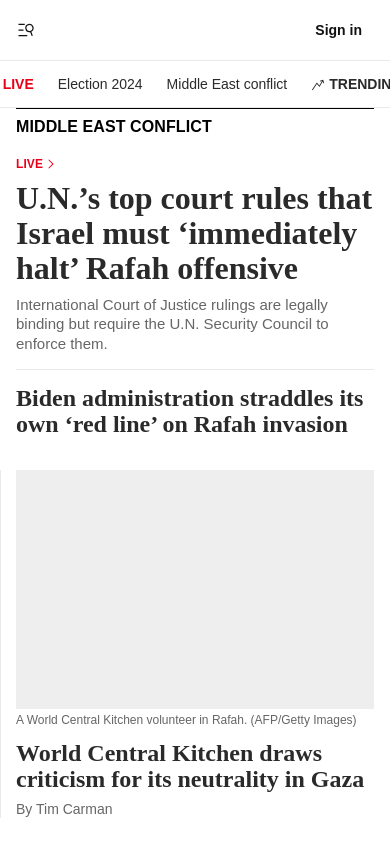 Sign in
LIVE Election 2024 Middle East conflict TRENDIN
MIDDLE EAST CONFLICT
LIVE
U.N.’s top court rules that
Israel must ‘immediately
halt’ Rafah offensive
International Court of Justice rulings are legally
binding but require the U.N. Security Council to
enforce them.
Biden administration straddles its
own ‘red line’ on Rafah invasion
A World Central Kitchen volunteer in Rafah. (AFP/Getty Images)
World Central Kitchen draws
criticism for its neutrality in Gaza
By Tim Carman